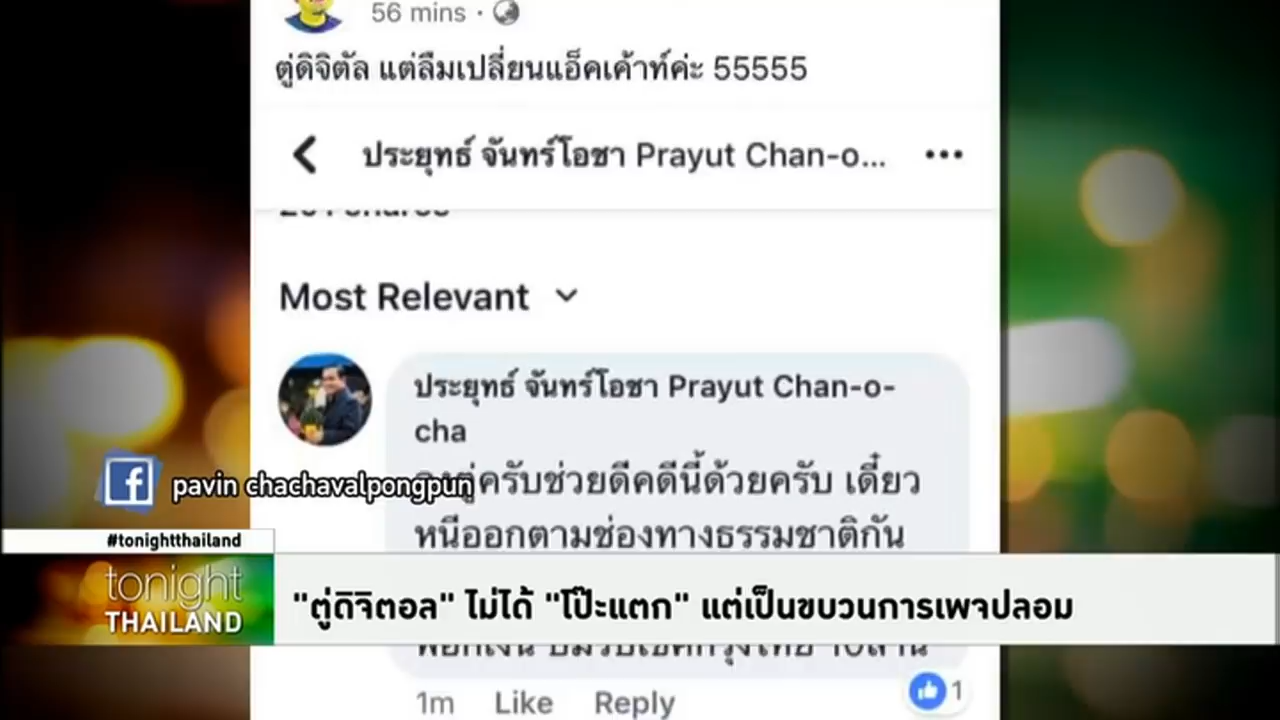 56 mins ·
ตู่ดิจิตัล แต่ลืมเปลี่ยนแอ็คเค้าท์ค่ะ 55555
ประยุทธ์ จันทร์โอชา Prayut Chan-o...
Most Relevant
ประยุทธ์ จันทร์โอชา Prayut Chan-o-
cha
ครับช่วยดีคดีนี้ด้วยครับ เดี๋ยว
หนีออกตามช่องทางธรรมชาติกัน
pavin chachavalpongpun
#tonightthailand
tonight
THAILAND
"ตู่ดิจิตอล" ไม่ได้ "โป๊ะแตก" แต่เป็นขบวนการเพจปลอม
1m Like Reply 1